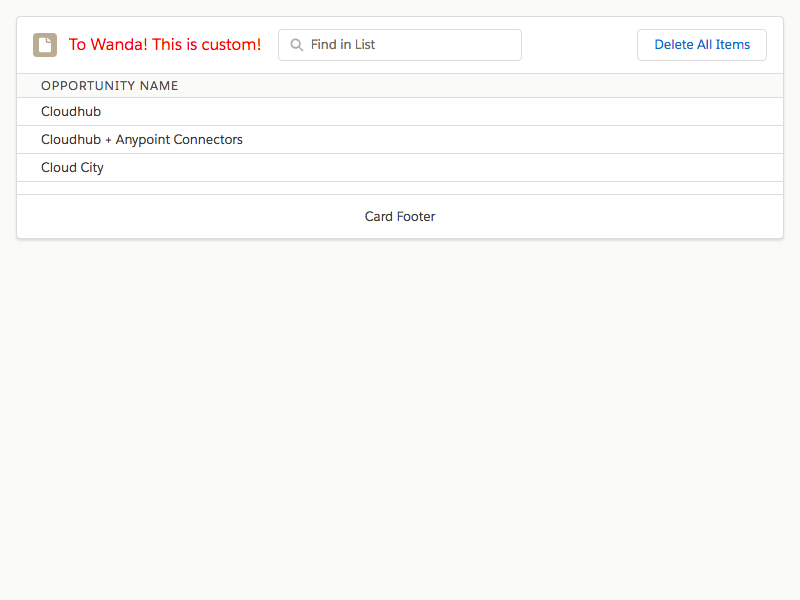 To Wanda! This is custom!
Find in List
Delete All Items
OPPORTUNITY NAME
Cloudhub
Cloudhub + Anypoint Connectors
Cloud City
Card Footer